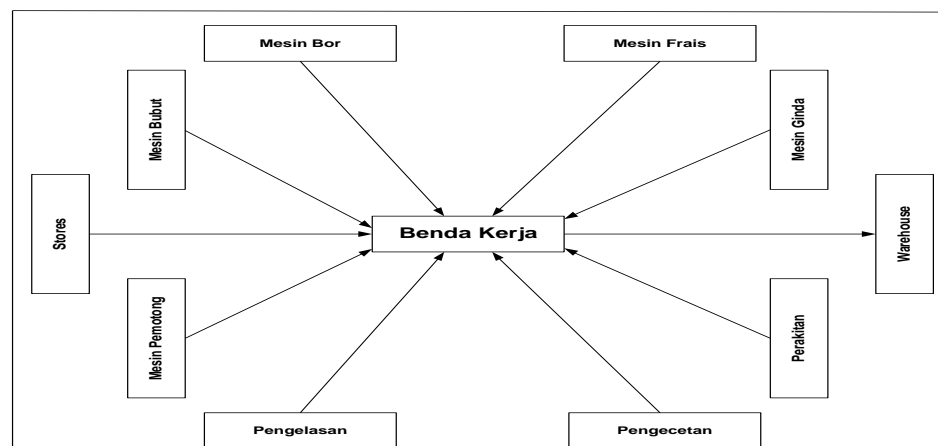 Mesin Bor
Mesin Frais
Mesin Bubut
Mesin Ginda
Stores
Benda Kerja
Warehouse
Mesin Pemotong
Perakitan
Pengelasan
Pengecetan